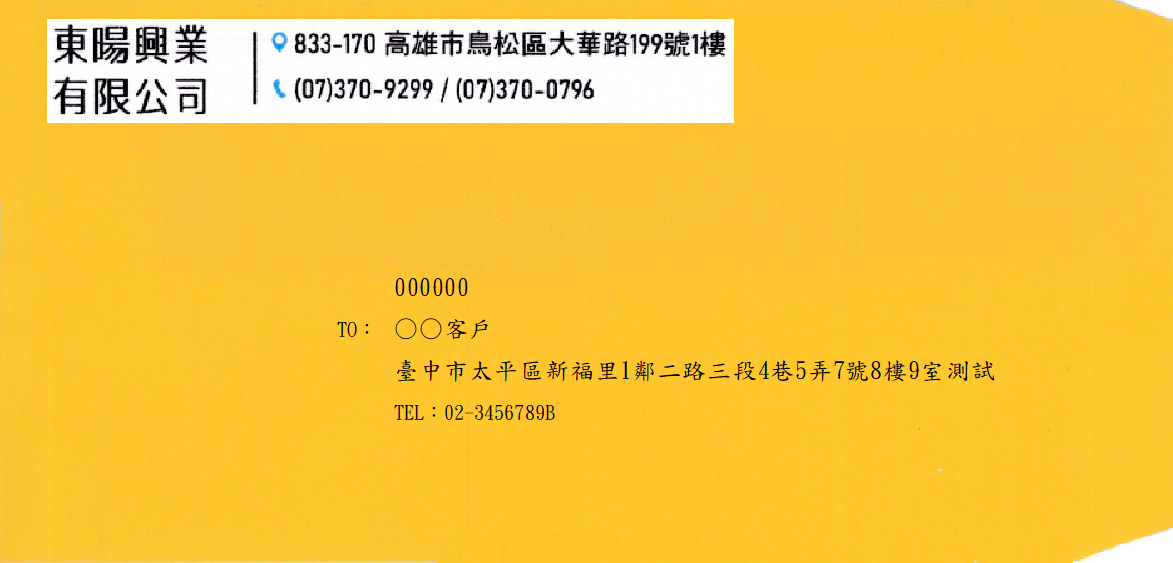 東陽興業
有限公司
833-170 高雄市鳥松區大華路199號1樓
(07)370-9299 / (07)370-0796
000000
TO： ○○客戶
臺中市太平區新福里1鄰二路三段4巷5弄7號8樓9室測試
TEL：02-3456789B